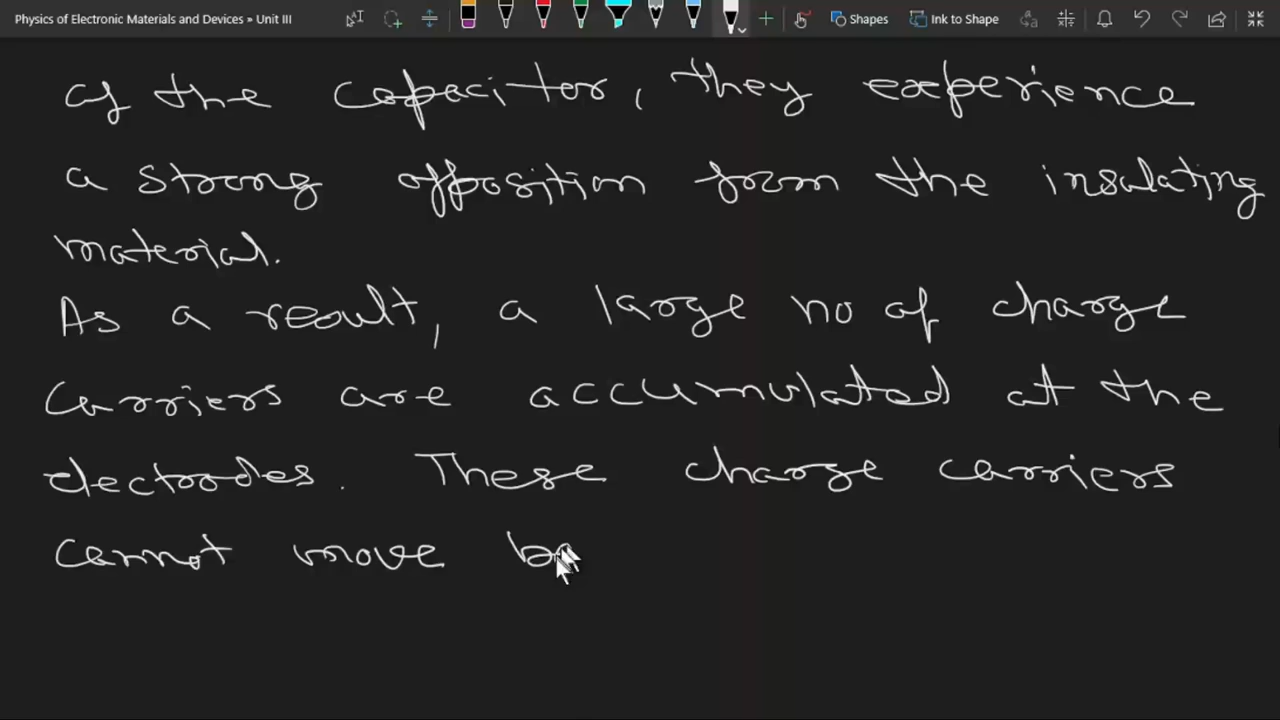 Physics of Electronic Materials and Devices » Unit III
Shapes
Ink to Shape
of the capacitor, they experience
a strong opposition from the insulating
material.
As a result, a large no of charge
carriers are accumulated at the
electrodes. These charge carriers
cannot move